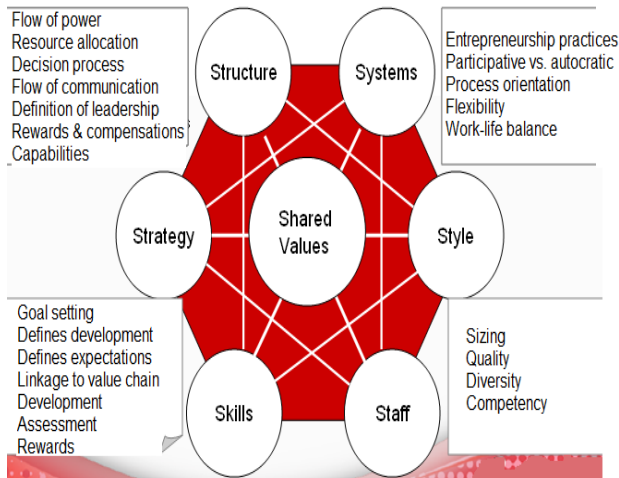 Flow of power
Resource allocation
Decision process
Flow of communication
Definition of leadership
Rewards & compensations
Capabilities
Structure
Systems
Entrepreneurship practices
Participative vs. autocratic
Process orientation
Flexibility
Work-life balance
Strategy
Shared
Values
Style
Goal setting
Defines development
Defines expectations
Linkage to value chain
Development
Assessment
Rewards
Skills
Staff
Sizing
Quality
Diversity
Competency